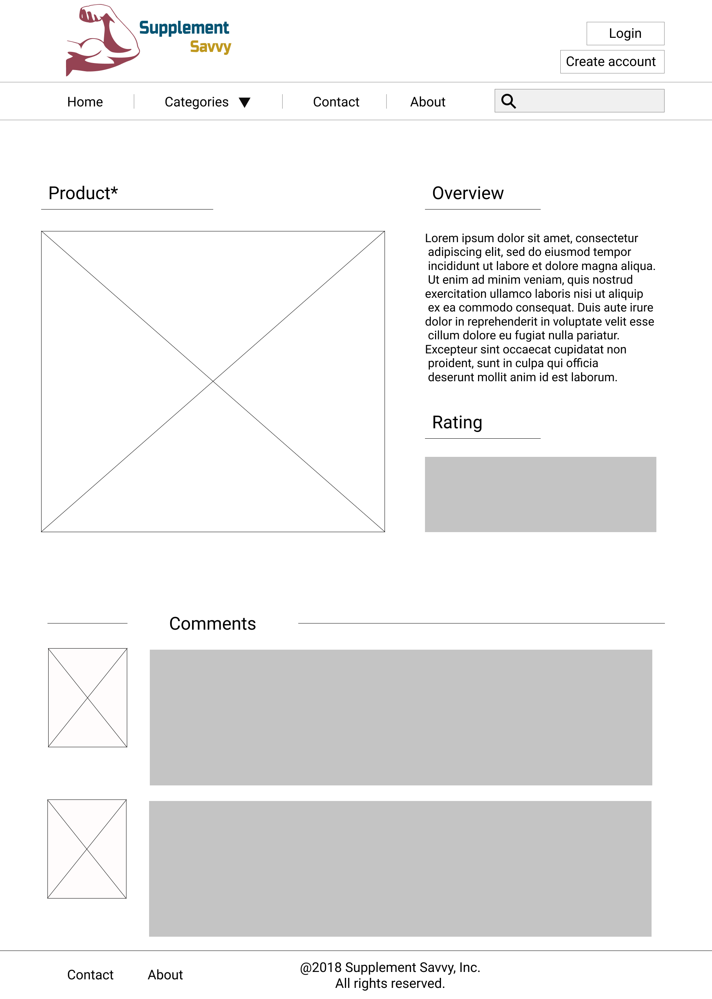 Supplement
Savvy
Login
Create account
Home
Categories
Contact
About
Product*
Overview
Lorem ipsum dolor sit amet, consectetur
adipiscing elit, sed do eiusmod tempor
incididunt ut labore et dolore magna aliqua.
Ut enim ad minim veniam, quis nostrud
exercitation ullamco laboris nisi ut aliquip
ex ea commodo consequat. Duis aute irure
dolor in reprehenderit in voluptate velit esse
cillum dolore eu fugiat nulla pariatur.
Excepteur sint occaecat cupidatat non
proident, sunt in culpa qui officia
deserunt mollit anim id est laborum.
Rating
Comments
Contact
About
@2018 Supplement Savvy, Inc.
All rights reserved.